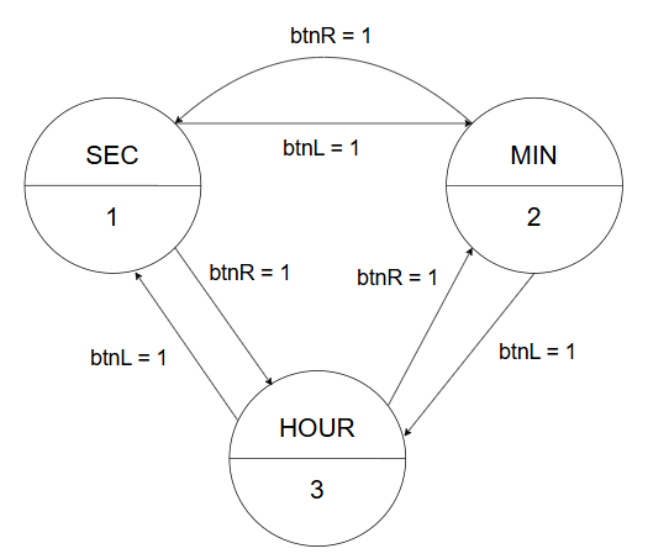 btnR = 1
SEC
MIN
btnL = 1
1
2
btnR = 1
btnR = 1
btnL = 1
btnL = 1
HOUR
3